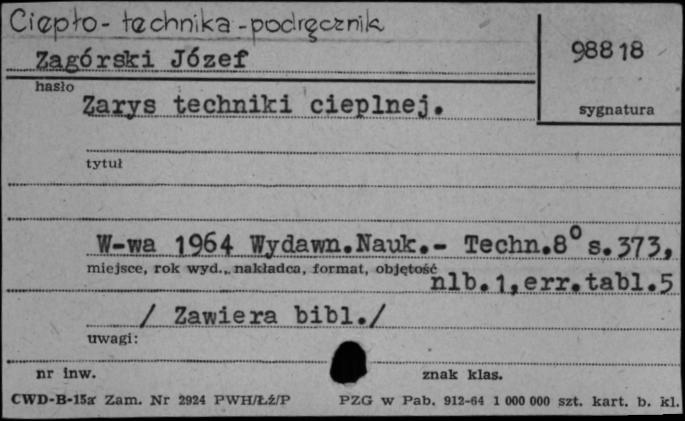 Ciepło - technika - podręcznik
Zagórski Józef
98818
hasło
Zarys techniki cieplnej.
sygnatura
tytuł
W-wa 1964 Wydawn.Nauk.- Techn.8° s.373,
miejsce, rok wyd., nakładca, format, objętość
nlb.1,err.tabl.5
/ Zawiera bibl./
uwagi:
nr inw.
znak klas.
CWD-B-15a Zam. Nr 2924 PWH/Łź/P PZG w Pab. 912-64 1 000 000 szt. kart. b. kl.